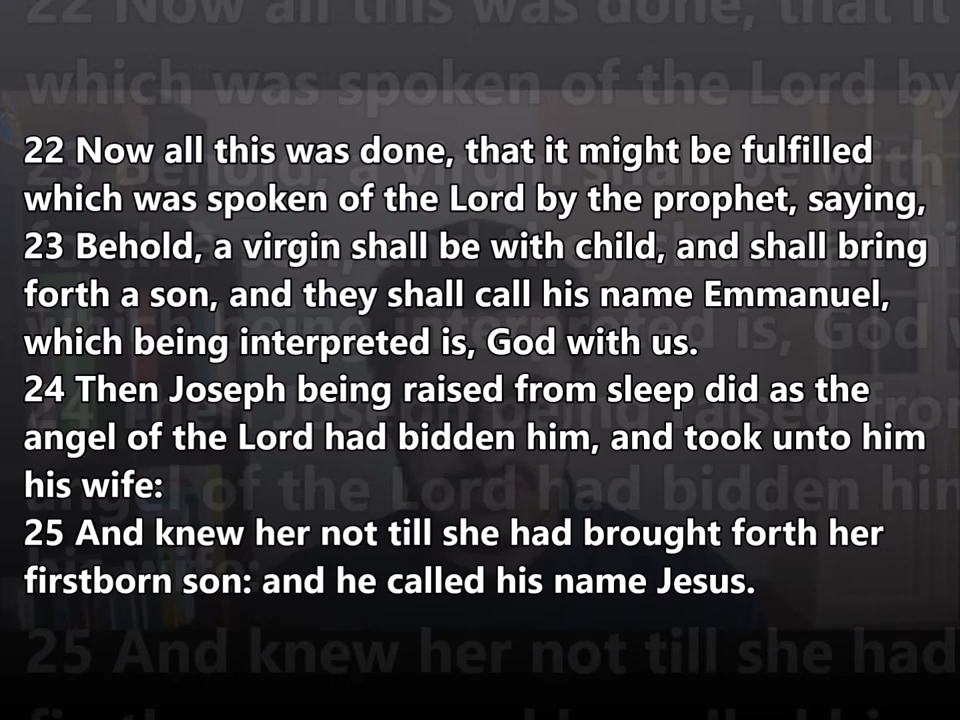 22 Now all this was done, that it might be fulfilled
which was spoken of the Lord by the prophet, saying,
23 Behold, a virgin shall be with child, and shall bring
forth a son, and they shall call his name Emmanuel,
which being interpreted is, God with us.
24 Then Joseph being raised from sleep did as the
angel of the Lord had bidden him, and took unto him
his wife:
25 And knew her not till she had brought forth her
firstborn son: and he called his name Jesus.